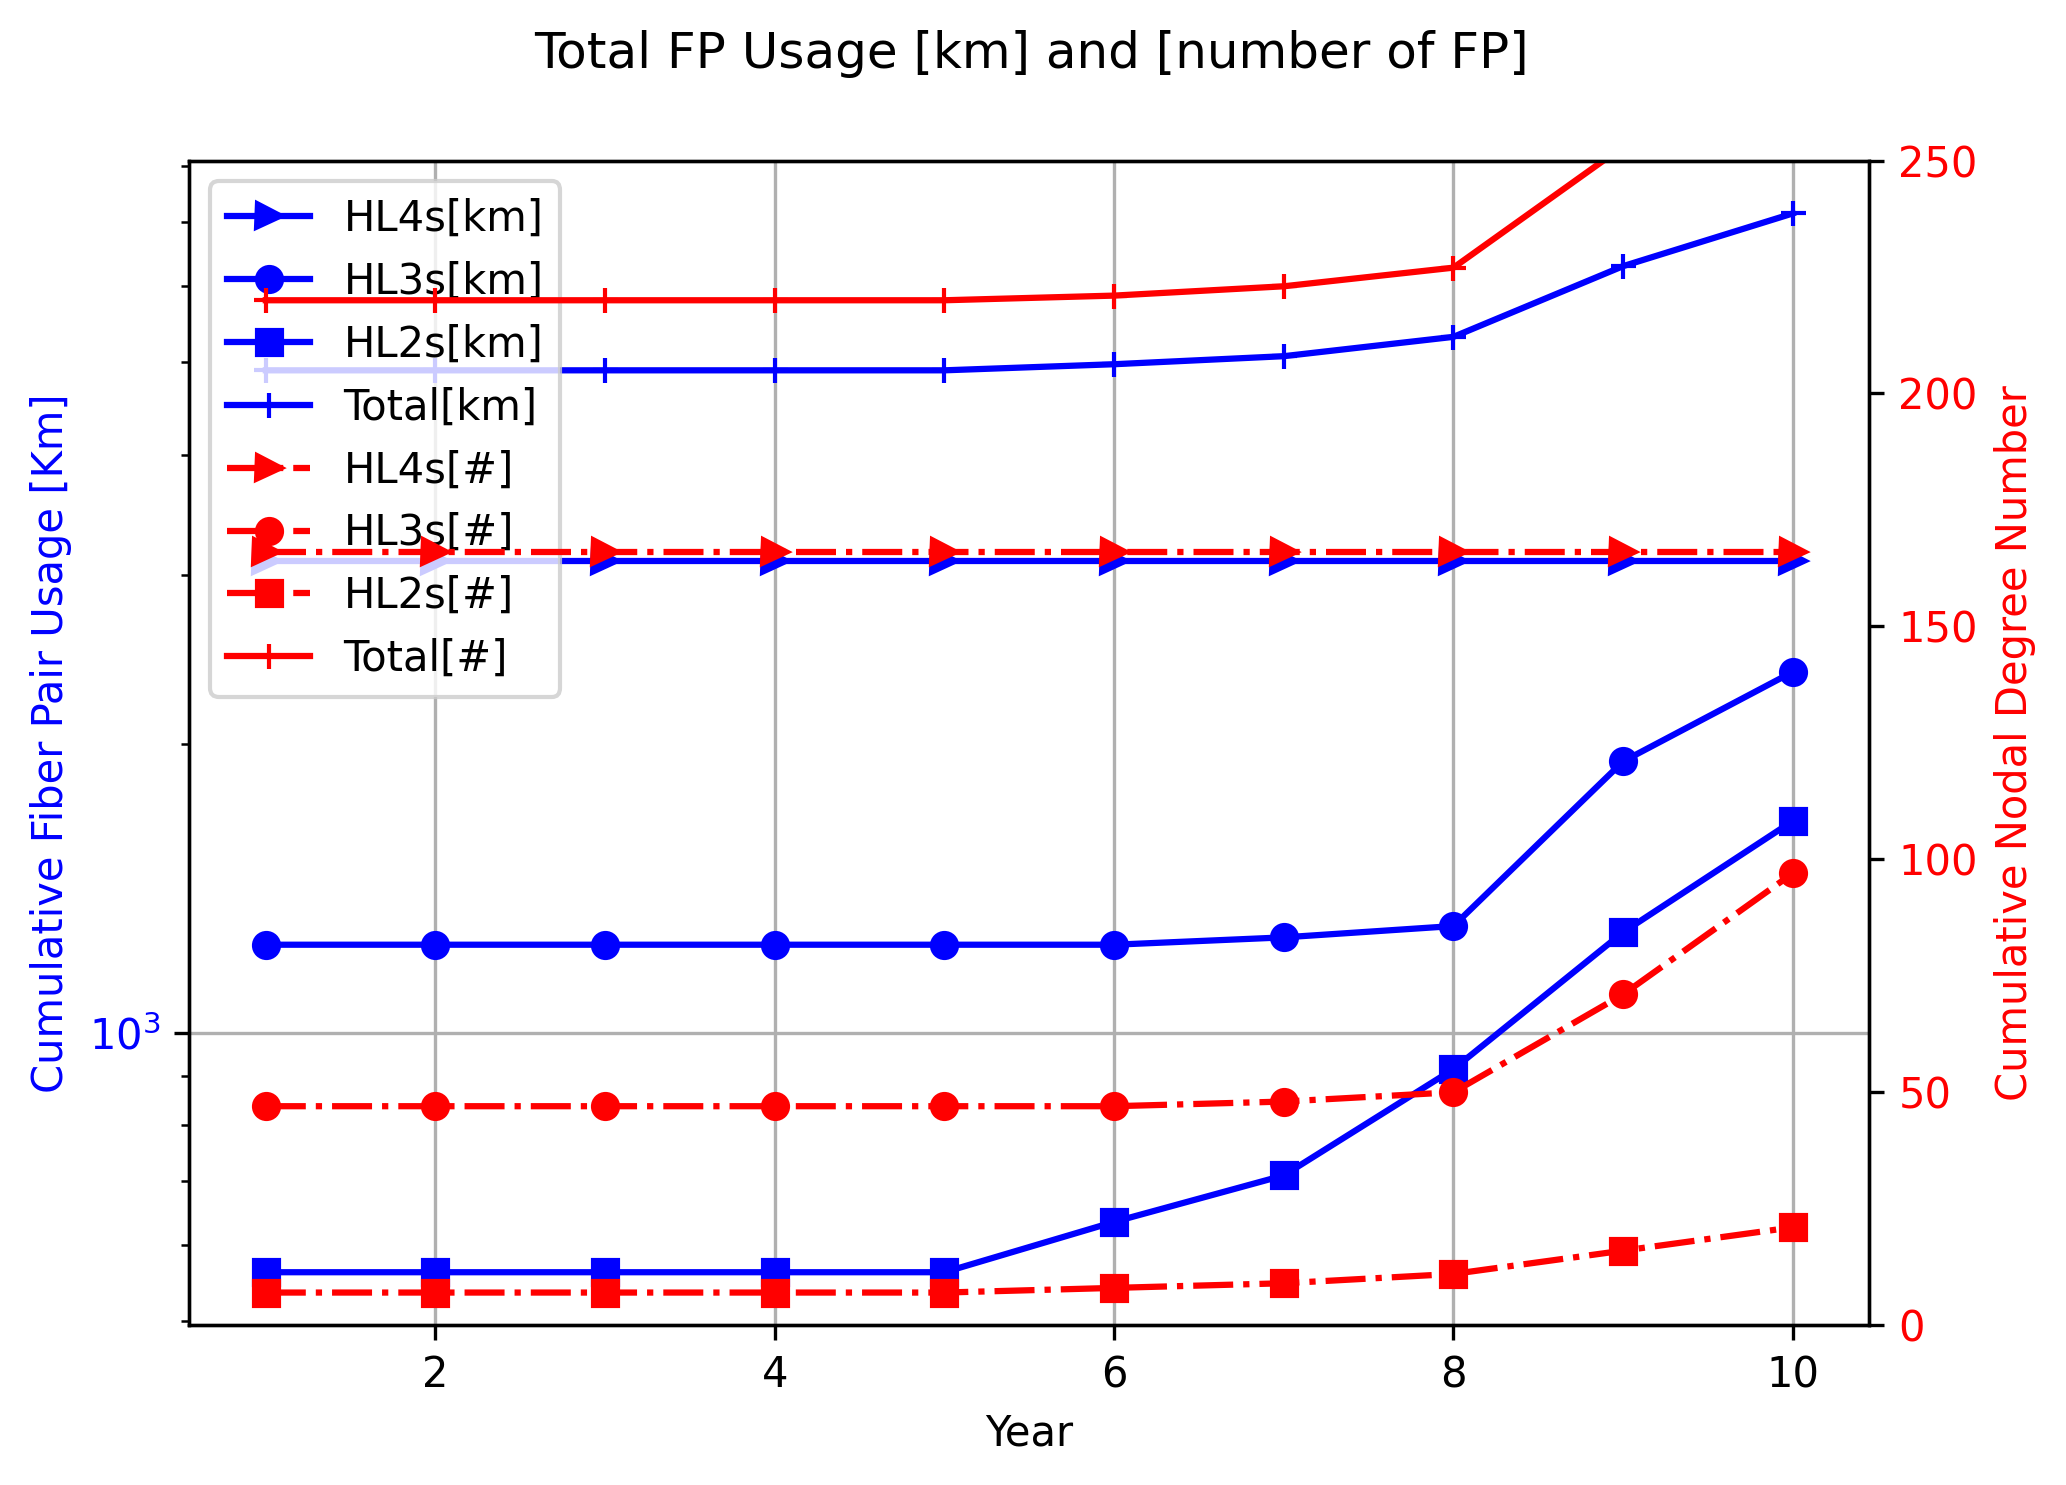 Total FP Usage [km] and [number of FP]
HL4s[km]
HL3s[km]
HL2s[km]
Total[km]
HL4s[#]
HL3s[#]
HL2s[#]
Total[#]
Cumulative Fiber Pair Usage [Km]
10³
250
200
150
100
50
0
Cumulative Nodal Degree Number
2 4 6 8 10
Year